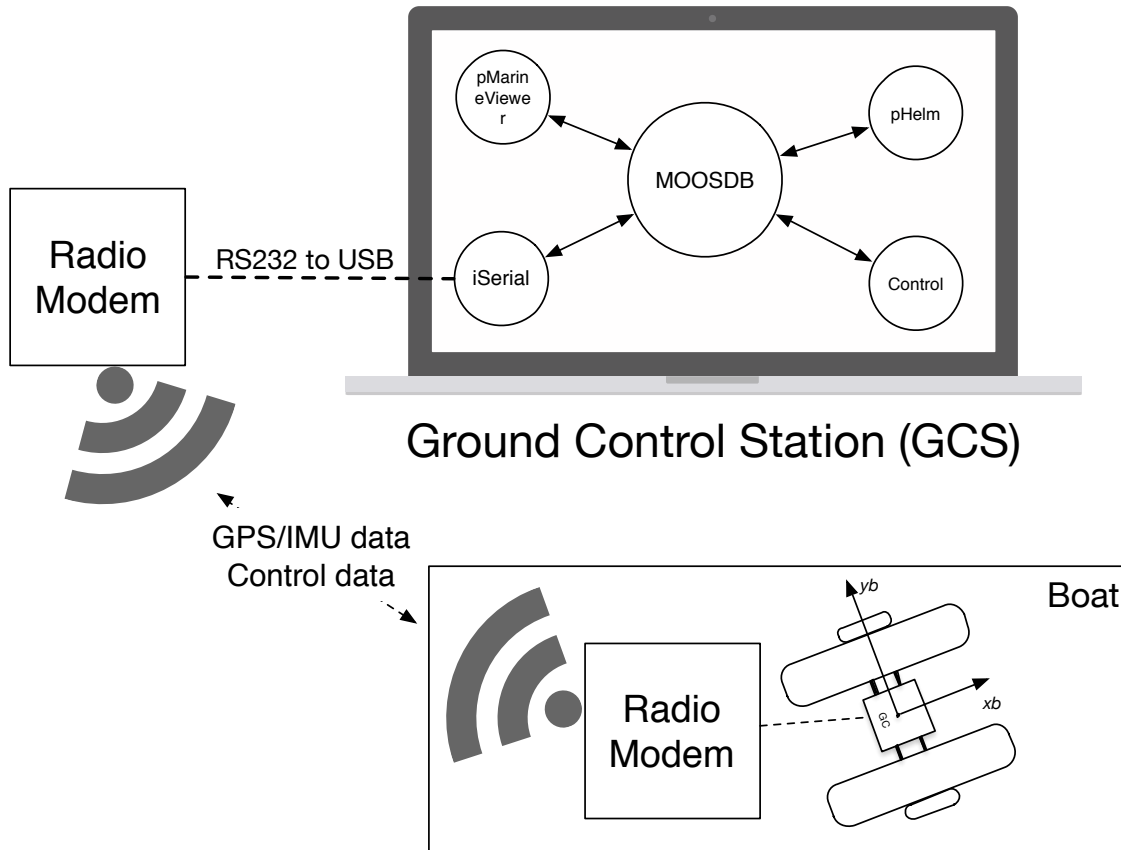 pMarin
eViewe
r
pHelm
MOOSDB
iSerial
Control
Radio
Modem
RS232 to USB
Ground Control Station (GCS)
GPS/IMU data
Control data
Boat
yb
xb
GC
Radio
Modem